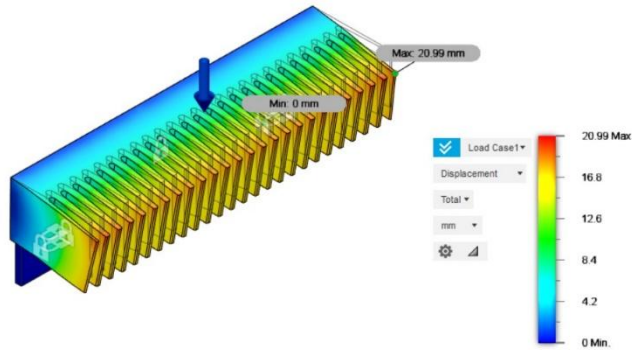 Max: 20.99 mm
Min: 0 mm
Load Case1
Displacement
Total
mm
20.99 Max
16.8
12.6
8.4
4.2
0 Min.